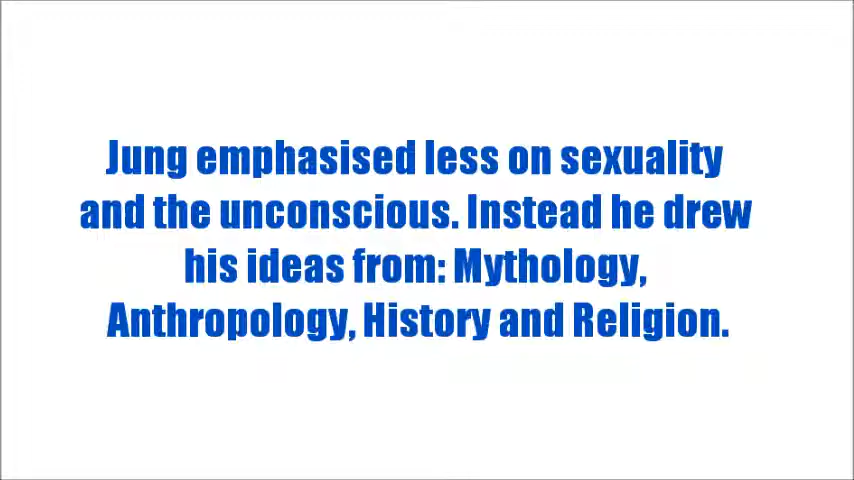 Jung emphasised less on sexuality
and the unconscious. Instead he drew
his ideas from: Mythology,
Anthropology, History and Religion.